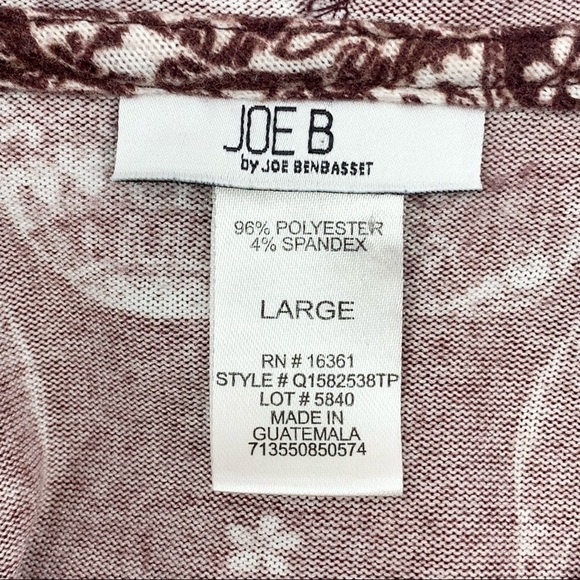 JOE B
by JOE BENBASSET
96% POLYESTER
4% SPANDEX
LARGE
RN # 16361
STYLE # Q1582538TP
LOT # 5840
MADE IN
GUATEMALA
713550850574